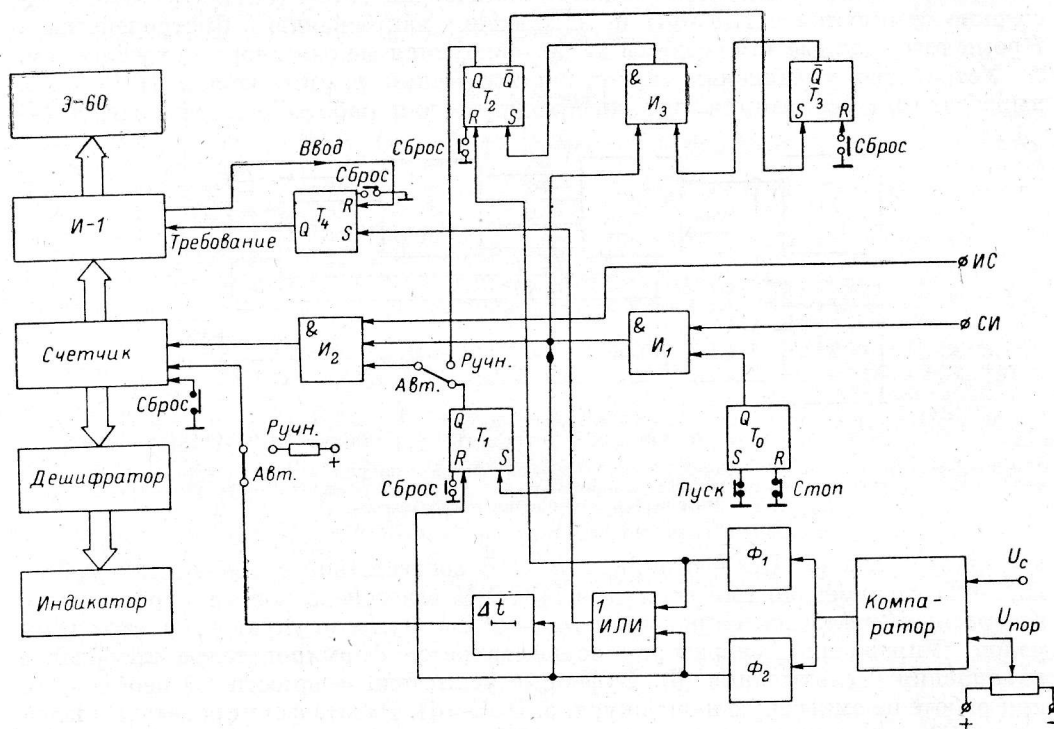 Э-60
Q Q̄
T₂
R S
&
И₃
Q̄
T₃
S R
Сброс
Сброс
Ввод
Сброс
И-1
R
T₄
Q S
Требование
ИС
СИ
Счетчик
&
И₂
&
И₁
Ручн.
Авт.
Сброс
Q
T₁
R S
Сброс
Q
T₀
S R
Пуск
Стоп
Ручн.
+
Авт.
Дешифратор
Индикатор
Δt
1
ИЛИ
Ф₁
Ф₂
Компа-
ратор
Uс
Uпор
+